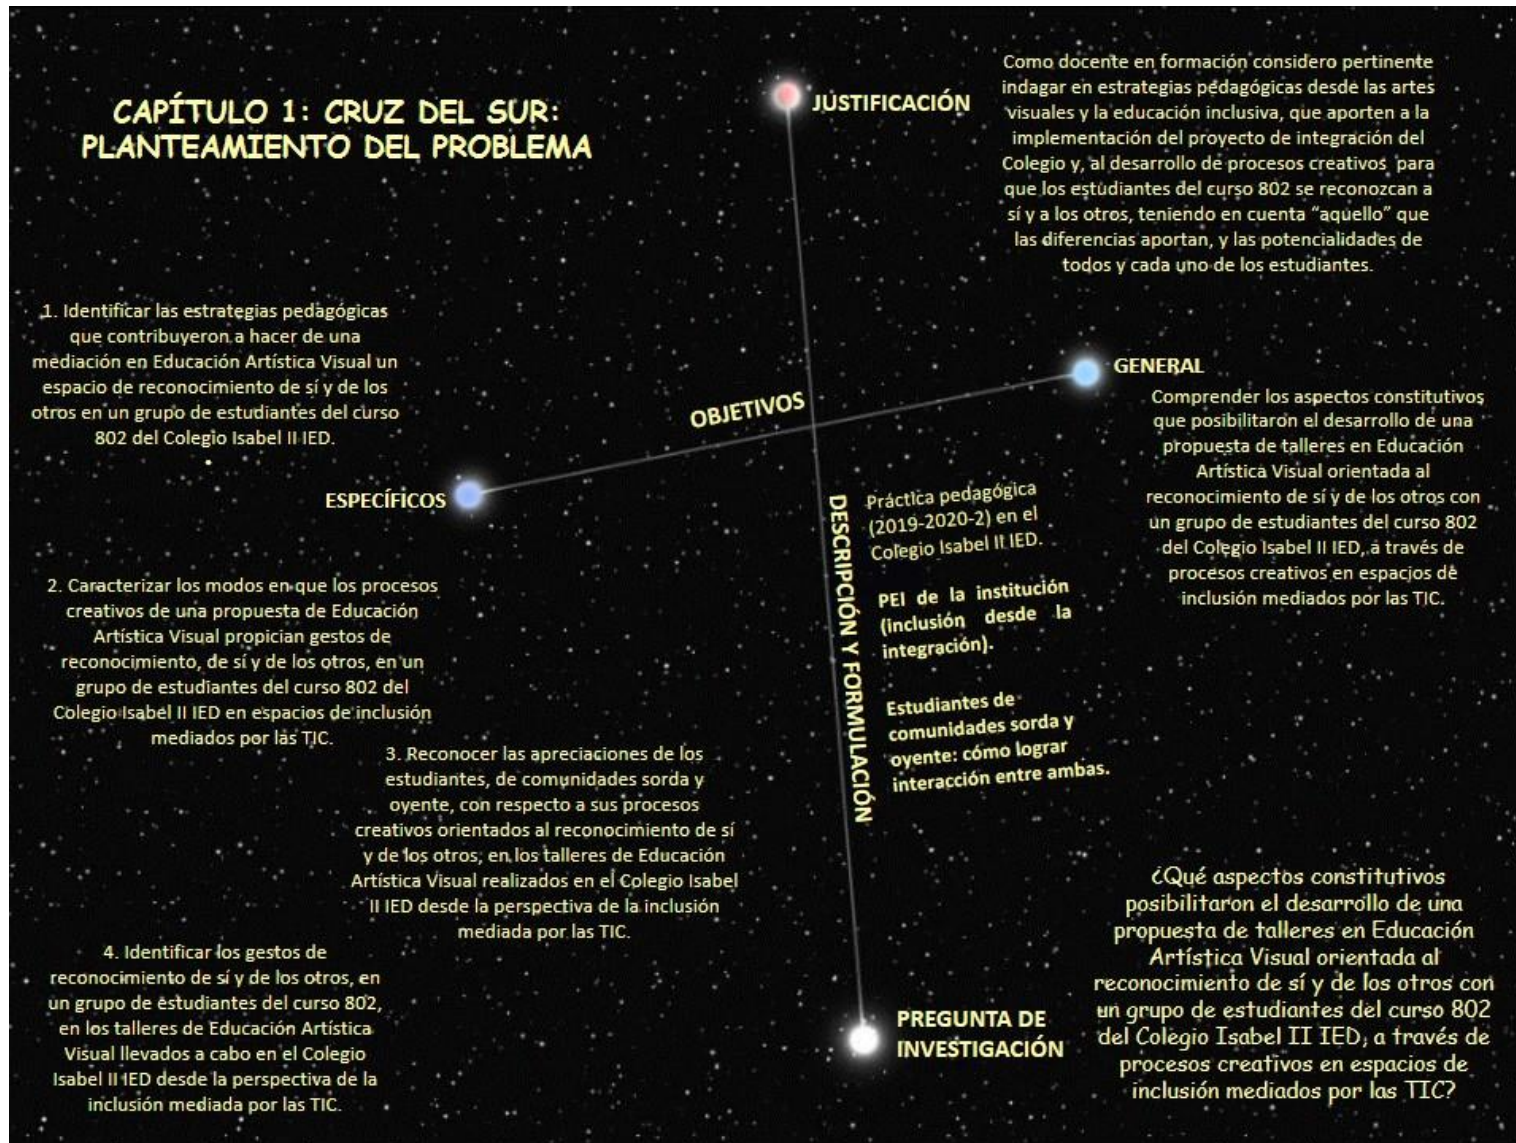 CAPÍTULO 1: CRUZ DEL SUR:
PLANTEAMIENTO DEL PROBLEMA
JUSTIFICACIÓN
Como docente en formación considero pertinente
indagar en estrategias pedagógicas desde las artes
visuales y la educación inclusiva, que aporten a la
implementación del proyecto de integración del
Colegio y, al desarrollo de procesos creativos para
que los estudiantes del curso 802 se reconozcan a
sí y a los otros, teniendo en cuenta “aquello” que
las diferencias aportan, y las potencialidades de
todos y cada uno de los estudiantes.
OBJETIVOS
GENERAL
Comprender los aspectos constitutivos
que posibilitaron el desarrollo de una
propuesta de talleres en Educación
Artística Visual orientada al
reconocimiento de sí y de los otros con
un grupo de estudiantes del curso 802
del Colegio Isabel II IED, a través de
procesos creativos en espacios de
inclusión mediados por las TIC.
ESPECÍFICOS
1. Identificar las estrategias pedagógicas
que contribuyeron a hacer de una
mediación en Educación Artística Visual un
espacio de reconocimiento de sí y de los
otros en un grupo de estudiantes del curso
802 del Colegio Isabel II IED.
2. Caracterizar los modos en que los procesos
creativos de una propuesta de Educación
Artística Visual propician gestos de
reconocimiento, de sí y de los otros, en un
grupo de estudiantes del curso 802 del
Colegio Isabel II IED en espacios de inclusión
mediados por las TIC.
3. Reconocer las apreciaciones de los
estudiantes, de comunidades sorda y
oyente, con respecto a sus procesos
creativos orientados al reconocimiento de sí
y de los otros, en los talleres de Educación
Artística Visual realizados en el Colegio Isabel
II IED desde la perspectiva de la inclusión
mediada por las TIC.
4. Identificar los gestos de
reconocimiento de sí y de los otros, en
un grupo de estudiantes del curso 802,
en los talleres de Educación Artística
Visual llevados a cabo en el Colegio
Isabel II IED desde la perspectiva de la
inclusión mediada por las TIC.
DESCRIPCIÓN Y FORMULACIÓN
Práctica pedagógica
(2019-2020-2) en el
Colegio Isabel II IED.
PEI de la institución
(inclusión desde la
integración).
Estudiantes de
comunidades sorda y
oyente: cómo lograr
interacción entre ambas.
PREGUNTA DE
INVESTIGACIÓN
¿Qué aspectos constitutivos
posibilitaron el desarrollo de una
propuesta de talleres en Educación
Artística Visual orientada al
reconocimiento de sí y de los otros con
un grupo de estudiantes del curso 802
del Colegio Isabel II IED, a través de
procesos creativos en espacios de
inclusión mediados por las TIC?